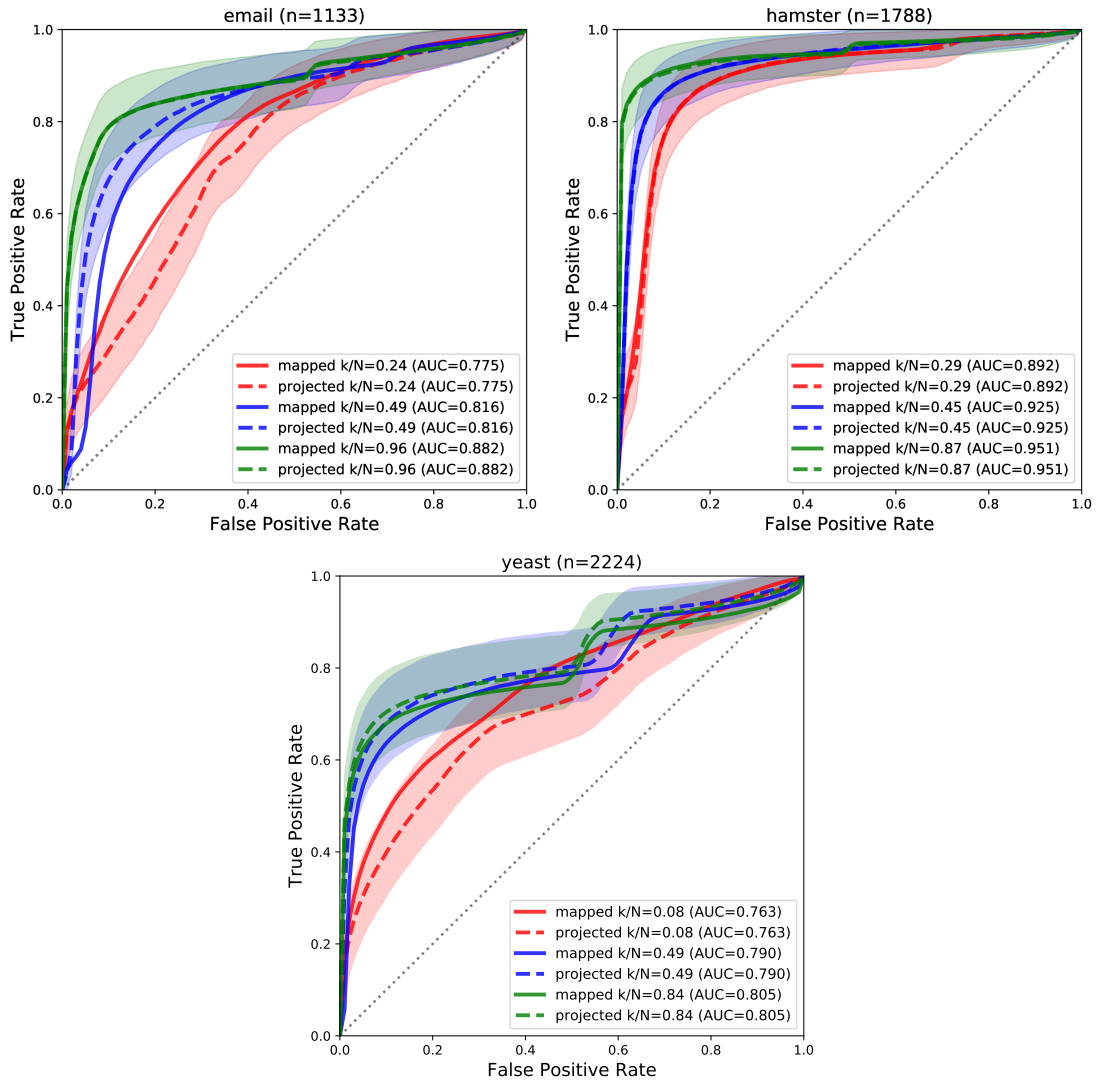 email (n=1133)
True Positive Rate
1.0
0.8
0.6
0.4
0.2
0.0
mapped k/N=0.24 (AUC=0.775)
projected k/N=0.24 (AUC=0.775)
mapped k/N=0.49 (AUC=0.816)
projected k/N=0.49 (AUC=0.816)
mapped k/N=0.96 (AUC=0.882)
projected k/N=0.96 (AUC=0.882)
0.0 0.2 0.4 0.6 0.8 1.0
False Positive Rate
hamster (n=1788)
True Positive Rate
1.0
0.8
0.6
0.4
0.2
0.0
mapped k/N=0.29 (AUC=0.892)
projected k/N=0.29 (AUC=0.892)
mapped k/N=0.45 (AUC=0.925)
projected k/N=0.45 (AUC=0.925)
mapped k/N=0.87 (AUC=0.951)
projected k/N=0.87 (AUC=0.951)
0.0 0.2 0.4 0.6 0.8 1.0
False Positive Rate
yeast (n=2224)
True Positive Rate
1.0
0.8
0.6
0.4
0.2
0.0
mapped k/N=0.08 (AUC=0.763)
projected k/N=0.08 (AUC=0.763)
mapped k/N=0.49 (AUC=0.790)
projected k/N=0.49 (AUC=0.790)
mapped k/N=0.84 (AUC=0.805)
projected k/N=0.84 (AUC=0.805)
0.0 0.2 0.4 0.6 0.8 1.0
False Positive Rate